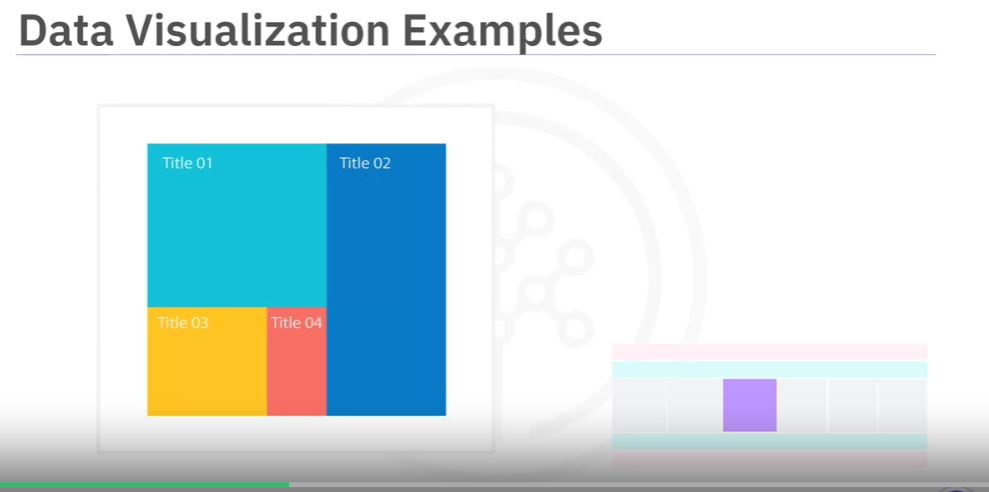 Data Visualization Examples
Title 01
Title 02
Title 03
Title 04